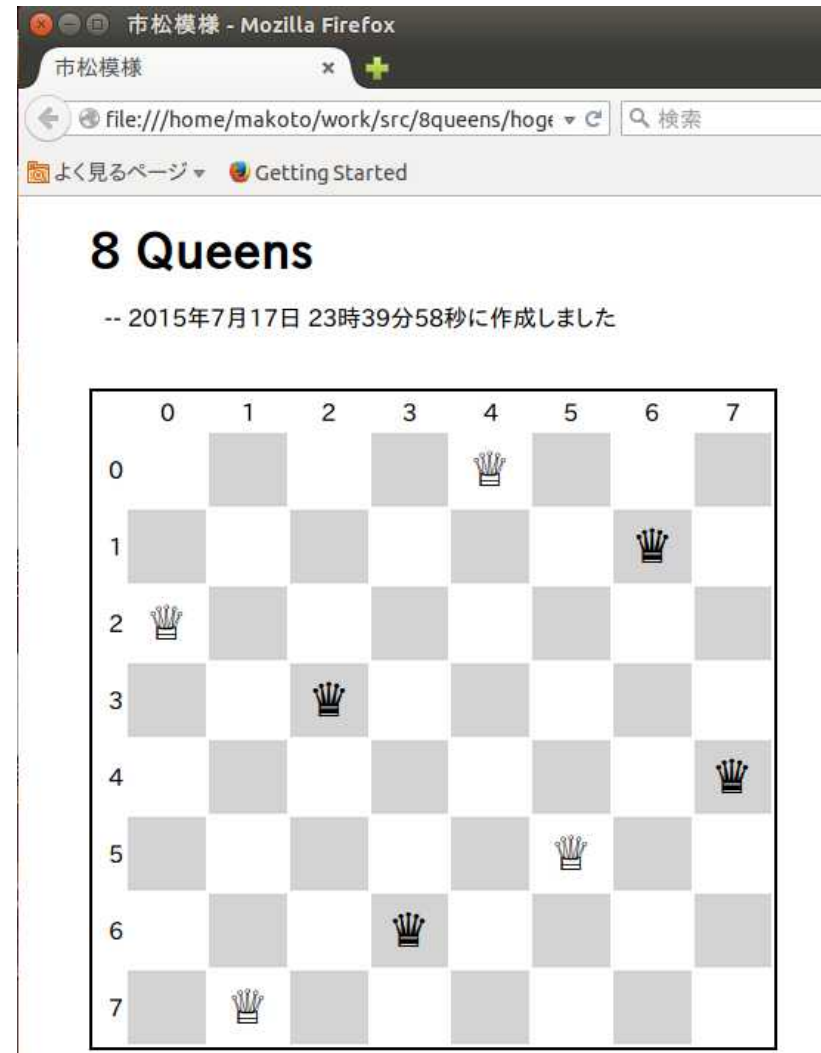 市松模様 - Mozilla Firefox
市松模様
file:///home/makoto/work/src/8queens/hoge
検索
よく見るページ
Getting Started
8 Queens
-- 2015年7月17日 23時39分58秒に作成しました
0 1 2 3 4 5 6 7
0 ♕
1 ♛
2 ♕
3 ♛
4 ♛
5 ♕
6 ♛
7 ♕